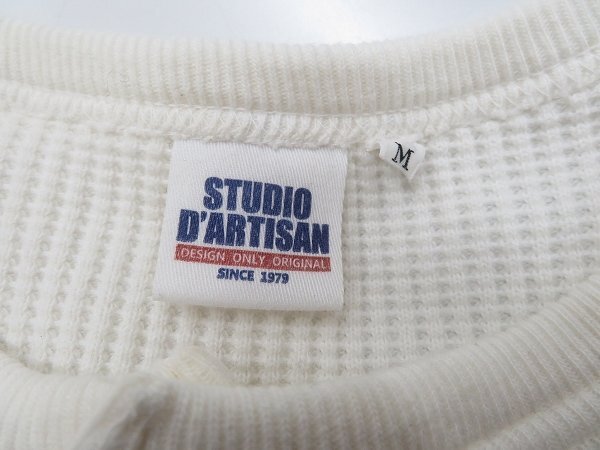 STUDIO
D'ARTISAN
DESIGN ONLY ORIGINAL
SINCE 1979
M